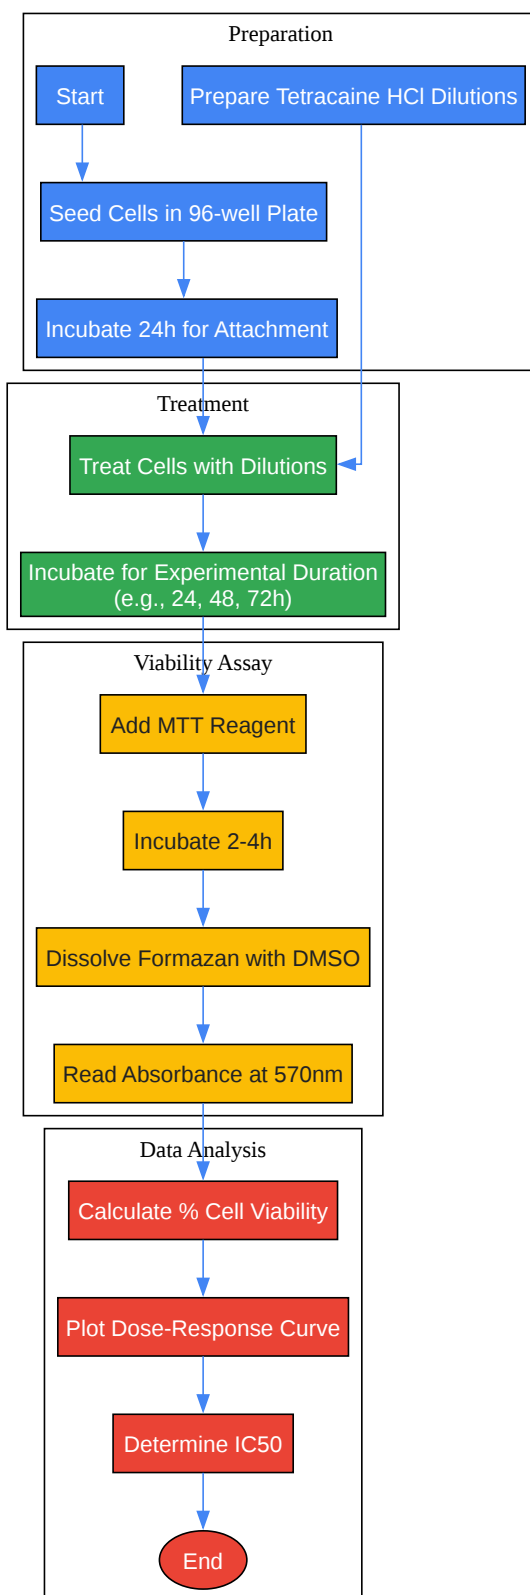 Preparation
Start
Prepare Tetracaine HCl Dilutions
Seed Cells in 96-well Plate
Incubate 24h for Attachment
Treatment
Treat Cells with Dilutions
Incubate for Experimental Duration
(e.g., 24, 48, 72h)
Viability Assay
Add MTT Reagent
Incubate 2-4h
Dissolve Formazan with DMSO
Read Absorbance at 570nm
Data Analysis
Calculate % Cell Viability
Plot Dose-Response Curve
Determine IC50
End